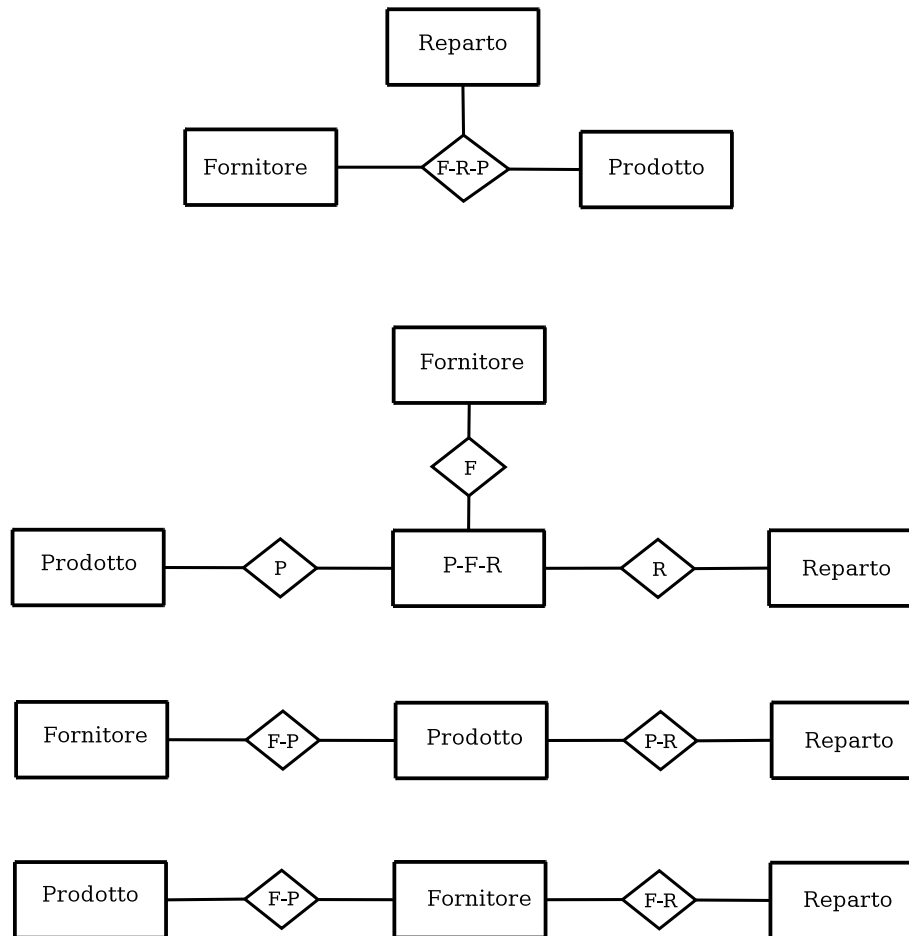 Reparto
Fornitore F-R-P Prodotto
Fornitore
F
Prodotto P P-F-R R Reparto
Fornitore F-P Prodotto P-R Reparto
Prodotto F-P Fornitore F-R Reparto